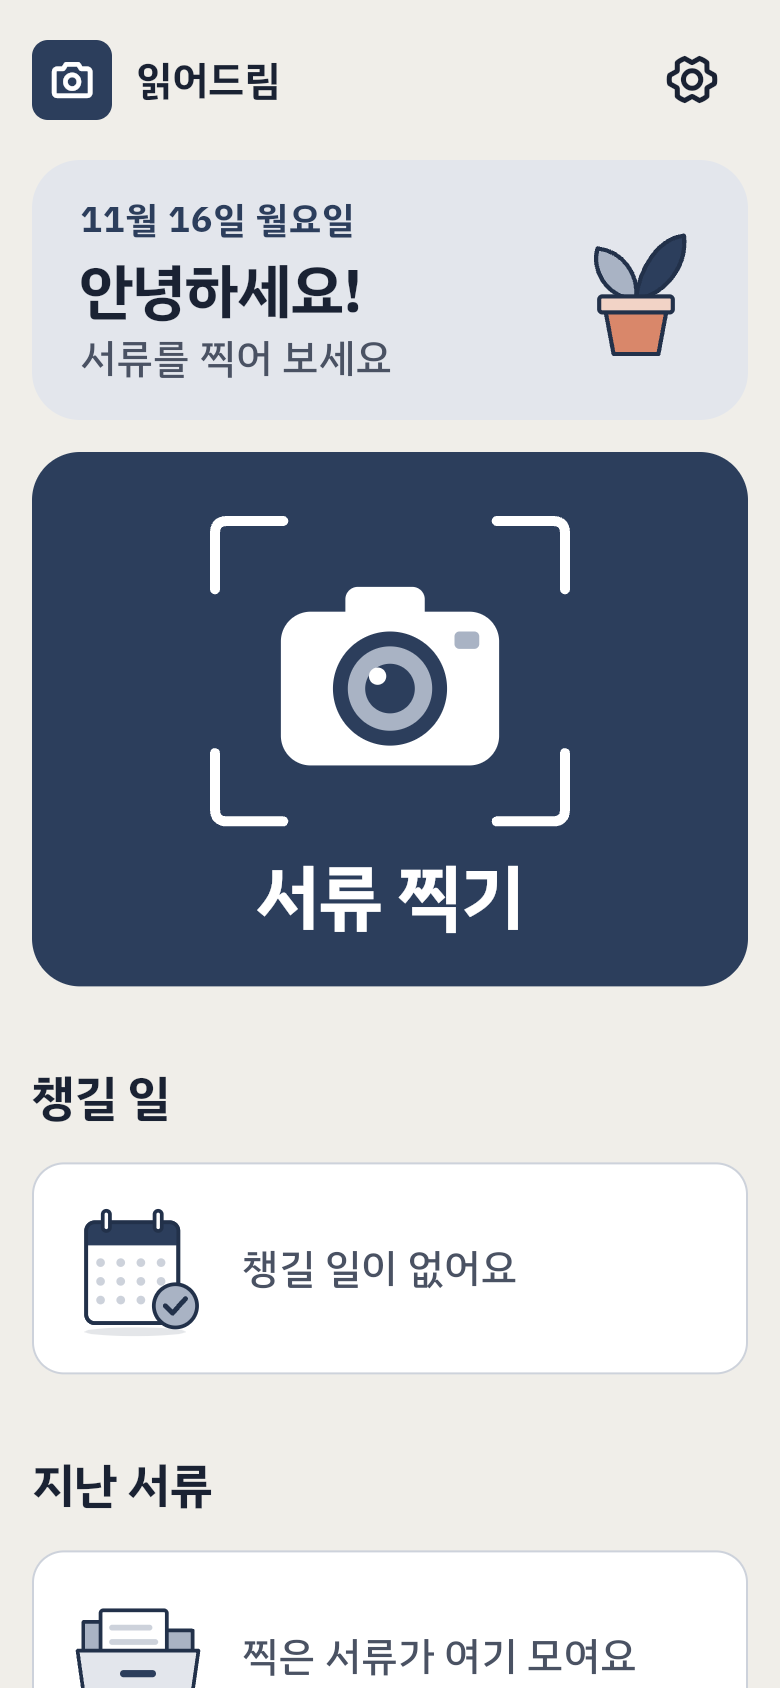 읽어드림
11월 16일 월요일
안녕하세요!
서류를 찍어 보세요
서류 찍기
챙길 일
챙길 일이 없어요
지난 서류
찍은 서류가 여기 모여요